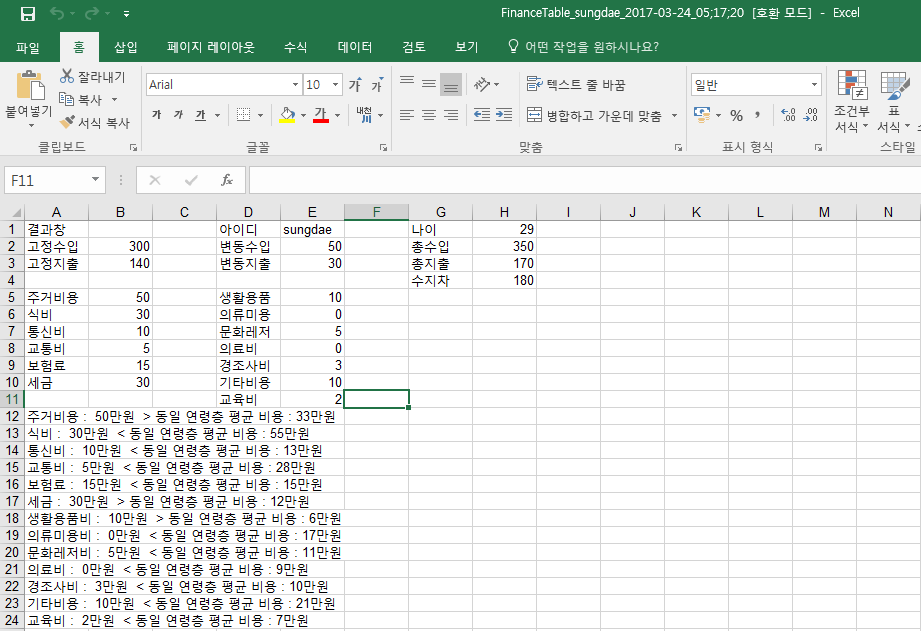 FinanceTable_sungdae_2017-03-24_05;17;20 [호환 모드] - Excel
파일 홈 삽입 페이지 레이아웃 수식 데이터 검토 보기 어떤 작업을 원하시나요?
붙여넣기 잘라내기 복사 서식 복사 클립보드
Arial 10 가 가 가 가 가 가 내천 글꼴
텍스트 줄 바꿈 병합하고 가운데 맞춤 맞춤
일반 % , .00 .00 표시 형식
조건부 서식 표 서식 스타일
F11 fx
A B C D E F G H I J K L M N
1 결과창 아이디 sungdae 나이 29
2 고정수입 300 변동수입 50 총수입 350
3 고정지출 140 변동지출 30 총지출 170
4 수지차 180
5 주거비용 50 생활용품 10
6 식비 30 의류미용 0
7 통신비 10 문화레저 5
8 교통비 5 의료비 0
9 보험료 15 경조사비 3
10 세금 30 기타비용 10
11 교육비 2
12 주거비용 : 50만원 > 동일 연령층 평균 비용 : 33만원
13 식비 : 30만원 < 동일 연령층 평균 비용 : 55만원
14 통신비 : 10만원 < 동일 연령층 평균 비용 : 13만원
15 교통비 : 5만원 < 동일 연령층 평균 비용 : 28만원
16 보험료 : 15만원 < 동일 연령층 평균 비용 : 15만원
17 세금 : 30만원 > 동일 연령층 평균 비용 : 12만원
18 생활용품비 : 10만원 > 동일 연령층 평균 비용 : 6만원
19 의류미용비 : 0만원 < 동일 연령층 평균 비용 : 17만원
20 문화레저비 : 5만원 < 동일 연령층 평균 비용 : 11만원
21 의료비 : 0만원 < 동일 연령층 평균 비용 : 9만원
22 경조사비 : 3만원 < 동일 연령층 평균 비용 : 10만원
23 기타비용 : 10만원 < 동일 연령층 평균 비용 : 21만원
24 교육비 : 2만원 < 동일 연령층 평균 비용 : 7만원